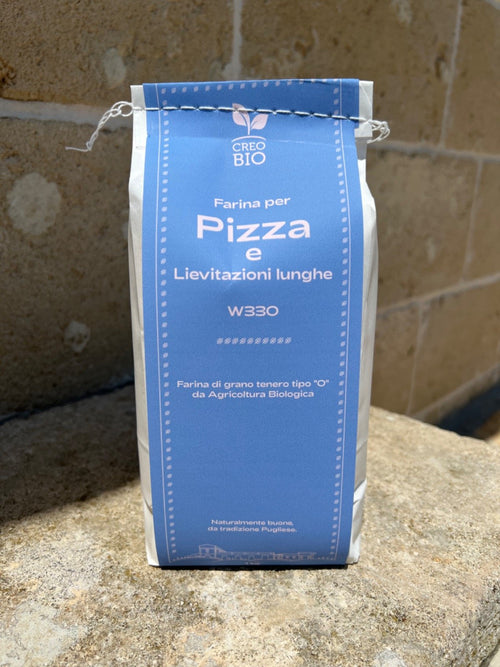 CREO
BIO
Farina per
Pizza
e
Lievitazioni lunghe
W330
Farina di grano tenero tipo "0"
da Agricoltura Biologica
Naturalmente buona,
da tradizione Pugliese.